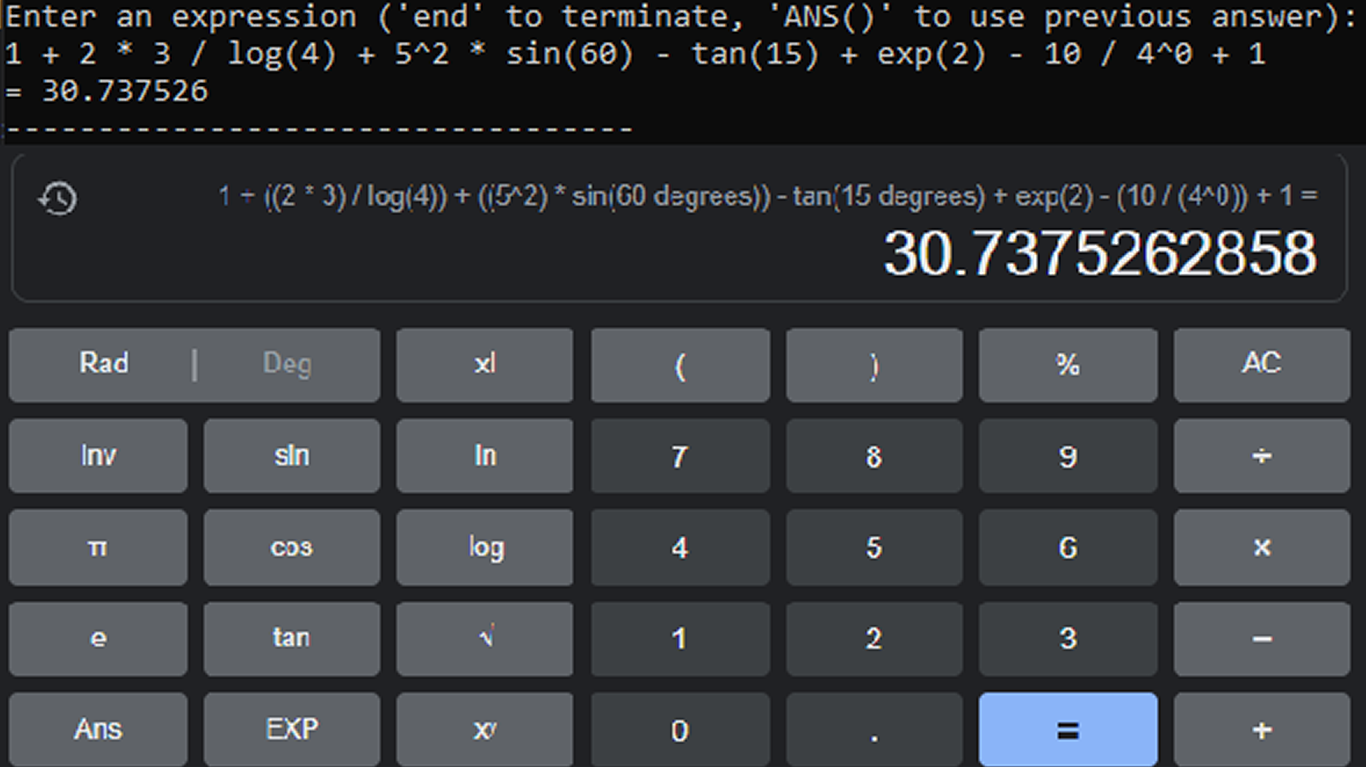 Enter an expression ('end' to terminate, 'ANS()' to use previous answer):
1 + 2 * 3 / log(4) + 5^2 * sin(60) - tan(15) + exp(2) - 10 / 4^0 + 1
= 30.737526
-----------------------------------
1 + ((2 * 3) / log(4)) + ((5^2) * sin(60 degrees)) - tan(15 degrees) + exp(2) - (10 / (4^0)) + 1 =
30.7375262858
Rad | Deg x! ( ) % AC
Inv sin ln 7 8 9 ÷
π cos log 4 5 6 ×
e tan √ 1 2 3 −
Ans EXP xʸ 0 . = +